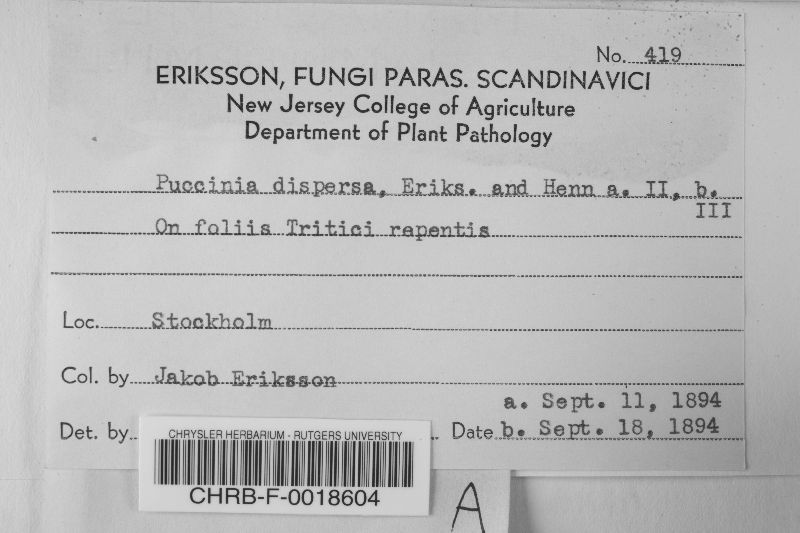 No. 419
ERIKSSON, FUNGI PARAS. SCANDINAVICI
New Jersey College of Agriculture
Department of Plant Pathology
Puccinia dispersa, Eriks. and Henn a. II, b.
III
On foliis Tritici repentis
Loc. Stockholm
Col. by Jakob Eriksson
a. Sept. 11, 1894
Det. by Date b. Sept. 18, 1894
CHRYSLER HERBARIUM - RUTGERS UNIVERSITY
CHRB-F-0018604
A